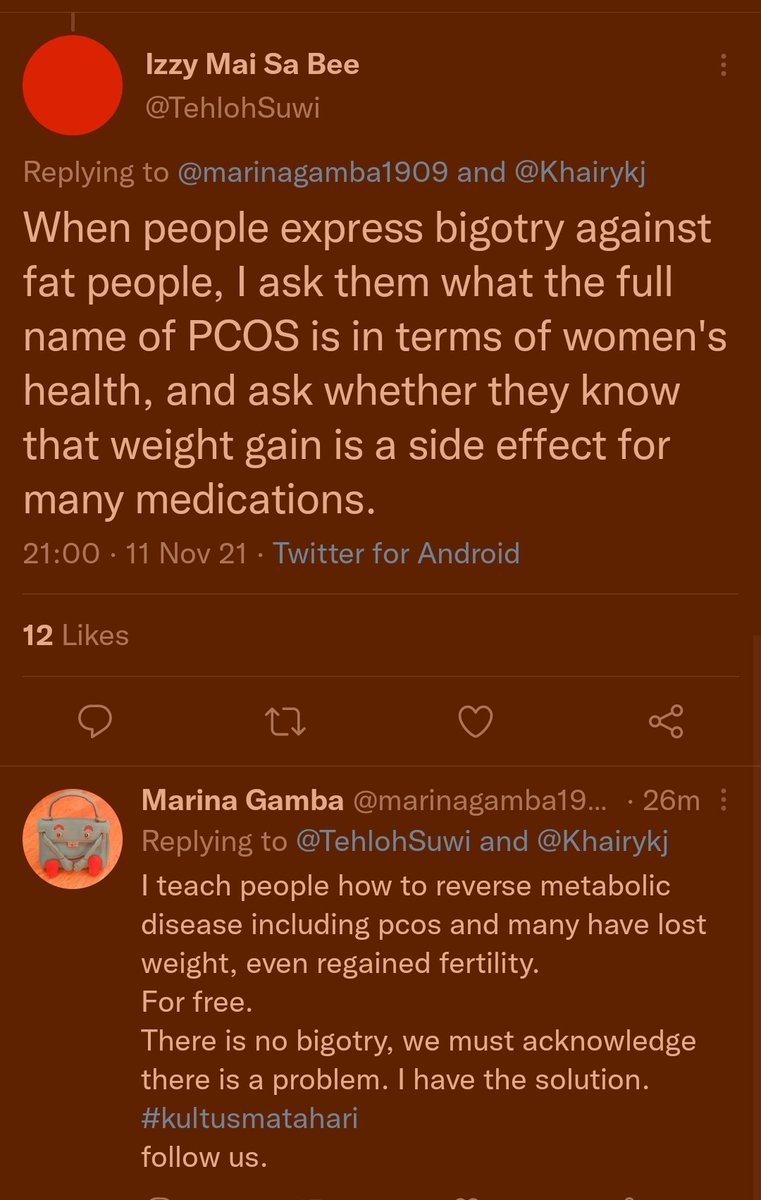 Izzy Mai Sa Bee
@TehlohSuwi
Replying to @marinagamba1909 and @Khairykj
When people express bigotry against
fat people, I ask them what the full
name of PCOS is in terms of women's
health, and ask whether they know
that weight gain is a side effect for
many medications.
21:00 · 11 Nov 21 · Twitter for Android
12 Likes
Marina Gamba @marinagamba19... · 26m
Replying to @TehlohSuwi and @Khairykj
I teach people how to reverse metabolic
disease including pcos and many have lost
weight, even regained fertility.
For free.
There is no bigotry, we must acknowledge
there is a problem. I have the solution.
#kultusmatahari
follow us.